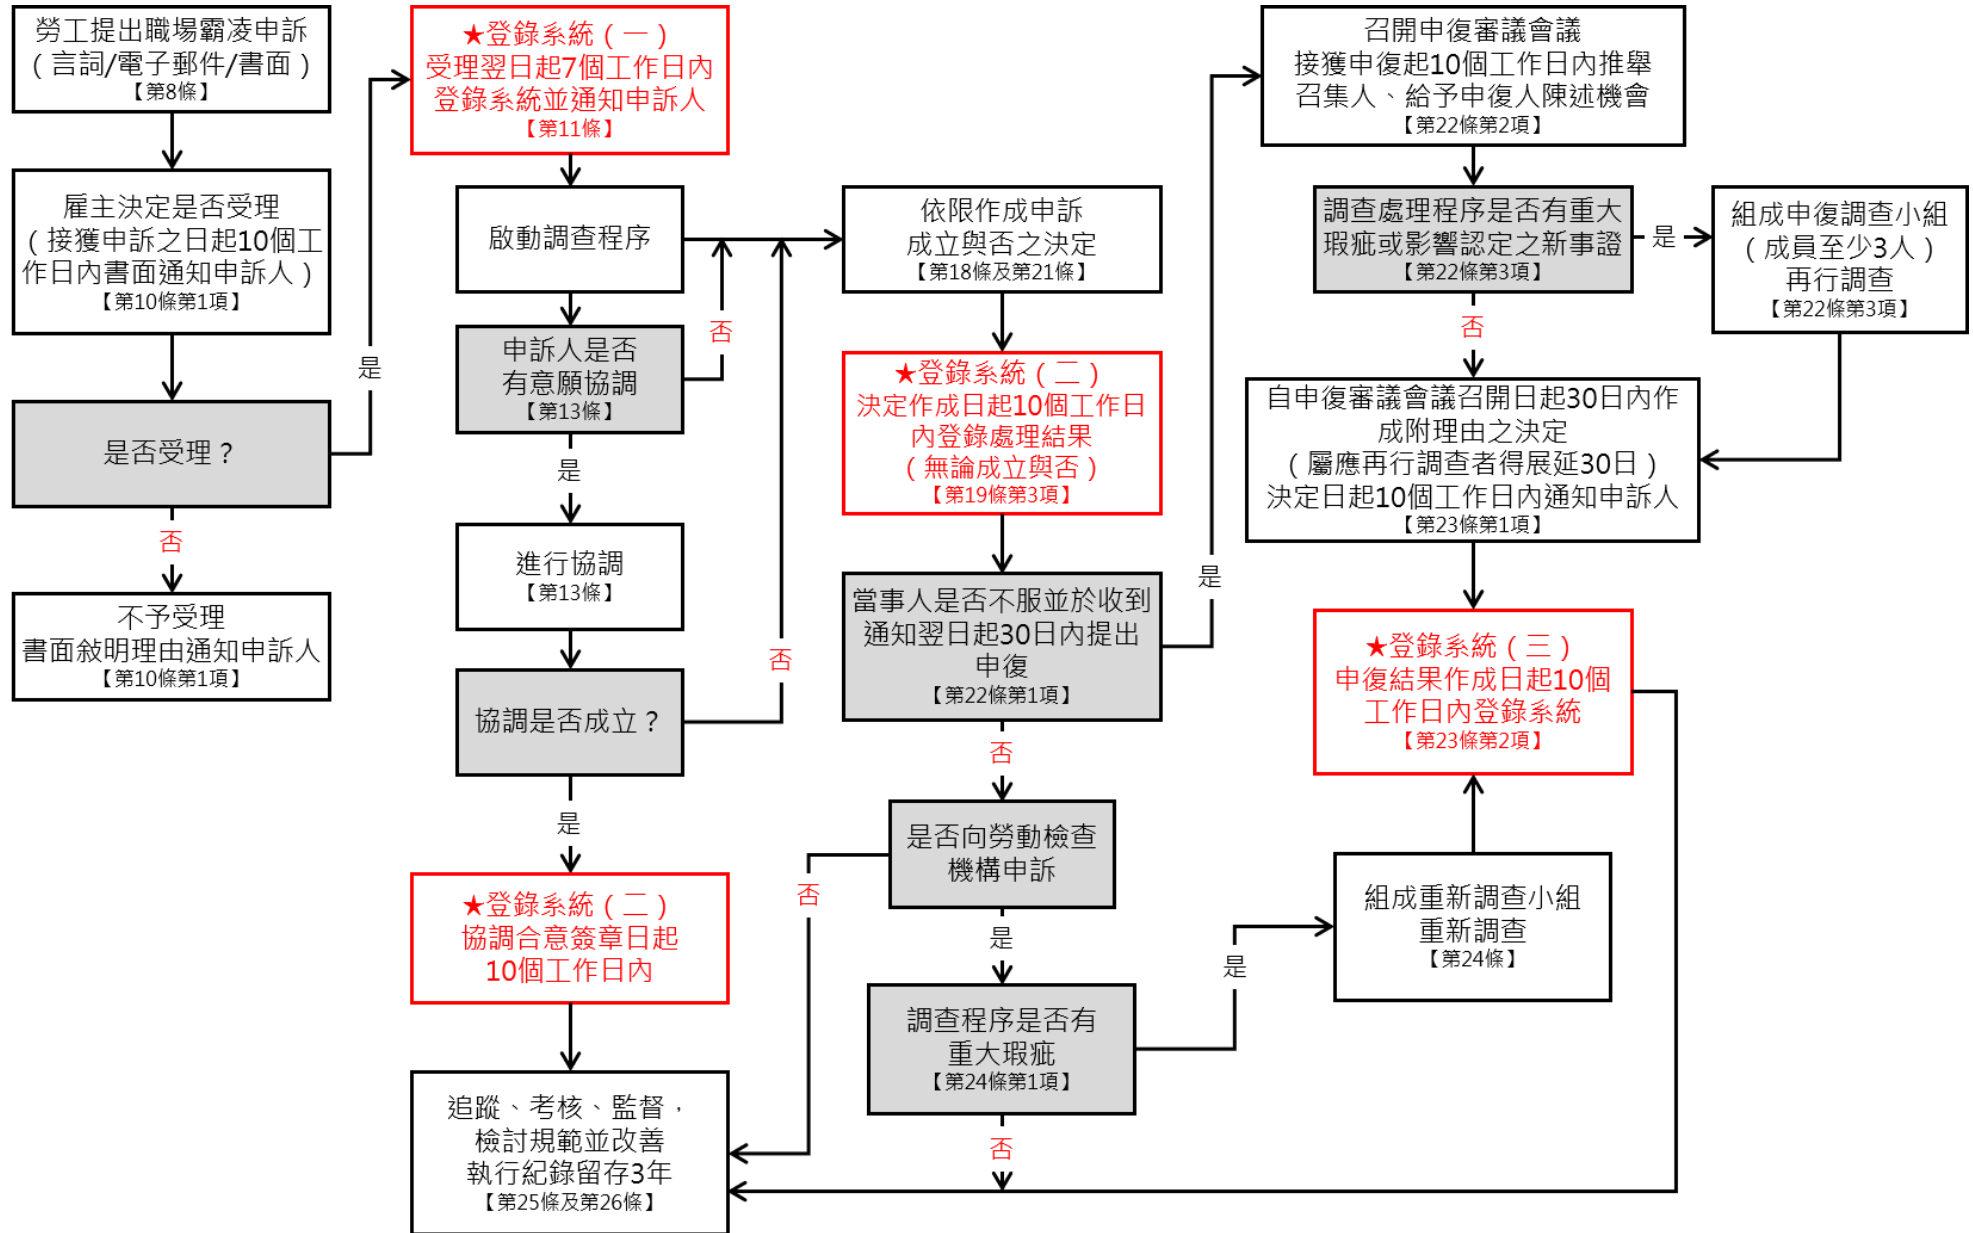 勞工提出職場霸凌申訴
（言詞/電子郵件/書面）
【第8條】
雇主決定是否受理
（接獲申訴之日起10個工
作日內書面通知申訴人）
【第10條第1項】
是否受理？
是
否
不予受理
書面敘明理由通知申訴人
【第10條第1項】
★登錄系統（一）
受理翌日起7個工作日內
登錄系統並通知申訴人
【第11條】
啟動調查程序
申訴人是否
有意願協調
【第13條】
否
是
進行協調
【第13條】
協調是否成立？
否
是
★登錄系統（二）
協調合意簽章日起
10個工作日內
追蹤、考核、監督，
檢討規範並改善
執行紀錄留存3年
【第25條及第26條】
依限作成申訴
成立與否之決定
【第18條及第21條】
★登錄系統（二）
決定作成日起10個工作日
內登錄處理結果
（無論成立與否）
【第19條第3項】
當事人是否不服並於收到
通知翌日起30日內提出
申復
【第22條第1項】
是
否
是否向勞動檢查
機構申訴
否
是
調查程序是否有
重大瑕疵
【第24條第1項】
是
否
召開申復審議會議
接獲申復起10個工作日內推舉
召集人、給予申復人陳述機會
【第22條第2項】
調查處理程序是否有重大
瑕疵或影響認定之新事證
【第22條第3項】
是
否
組成申復調查小組
（成員至少3人）
再行調查
【第22條第3項】
自申復審議會議召開日起30日內作
成附理由之決定
（屬應再行調查者得展延30日）
決定日起10個工作日內通知申訴人
【第23條第1項】
★登錄系統（三）
申復結果作成日起10個
工作日內登錄系統
【第23條第2項】
組成重新調查小組
重新調查
【第24條】